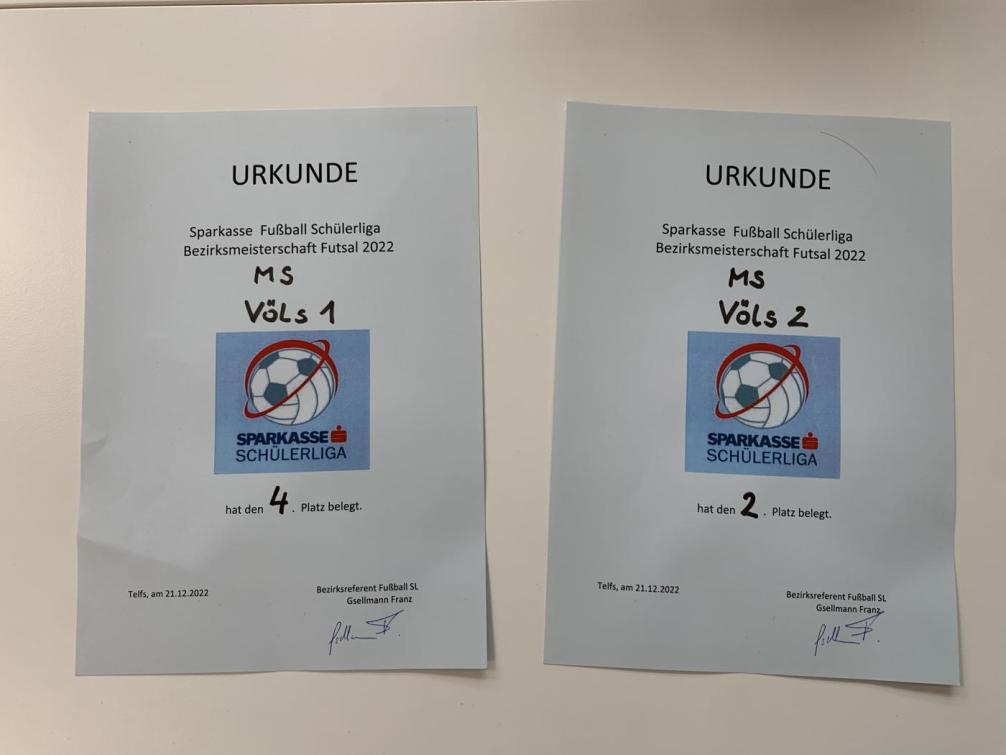 URKUNDE
Sparkasse Fußball Schülerliga
Bezirksmeisterschaft Futsal 2022
MS
Völs 1
SPARKASSE
SCHÜLERLIGA
hat den 4. Platz belegt.
Telfs, am 21.12.2022
Bezirksreferent Fußball SL
Gsellmann Franz
URKUNDE
Sparkasse Fußball Schülerliga
Bezirksmeisterschaft Futsal 2022
MS
Völs 2
SPARKASSE
SCHÜLERLIGA
hat den 2. Platz belegt.
Telfs, am 21.12.2022
Bezirksreferent Fußball SL
Gsellmann Franz